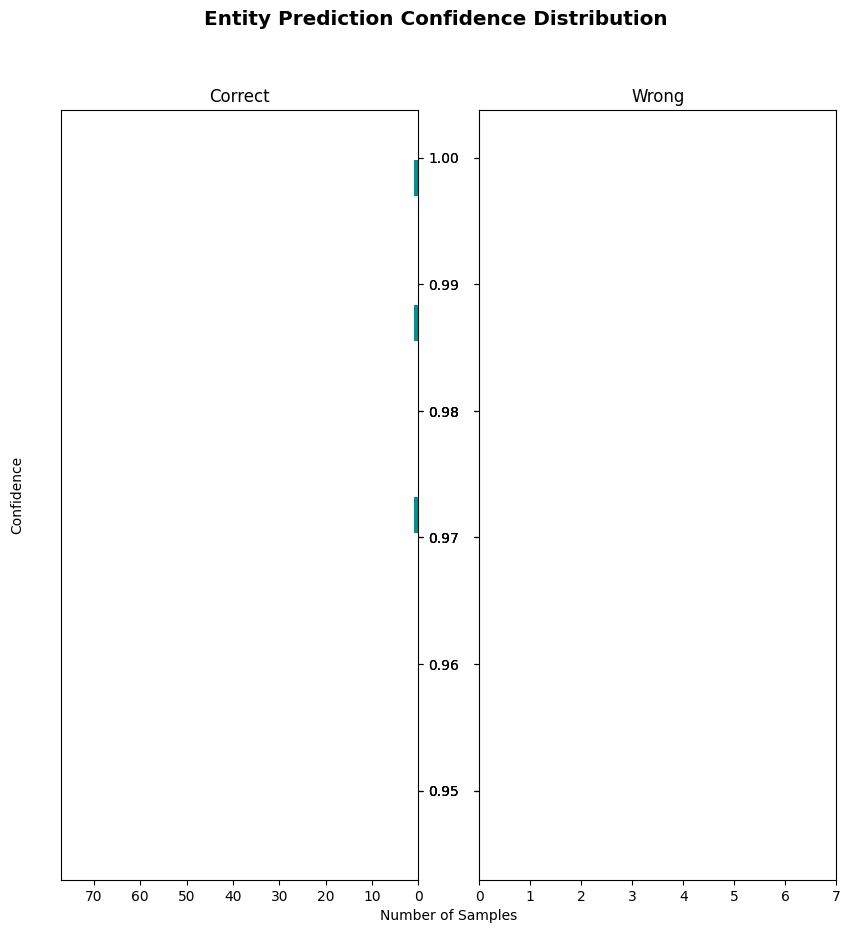 Entity Prediction Confidence Distribution
Correct
Wrong
1.00
0.99
0.98
0.97
0.96
0.95
Confidence
70 60 50 40 30 20 10 0
0 1 2 3 4 5 6 7
Number of Samples